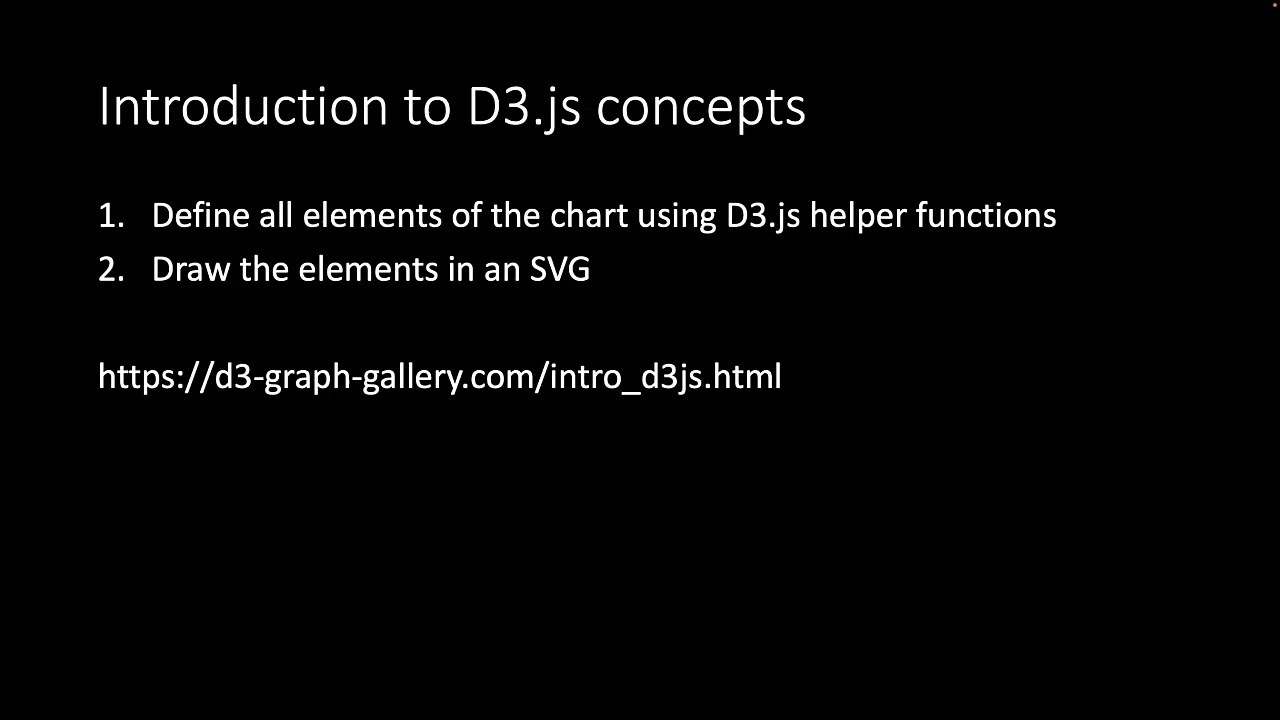 Introduction to D3.js concepts
1. Define all elements of the chart using D3.js helper functions
2. Draw the elements in an SVG
https://d3-graph-gallery.com/intro_d3js.html